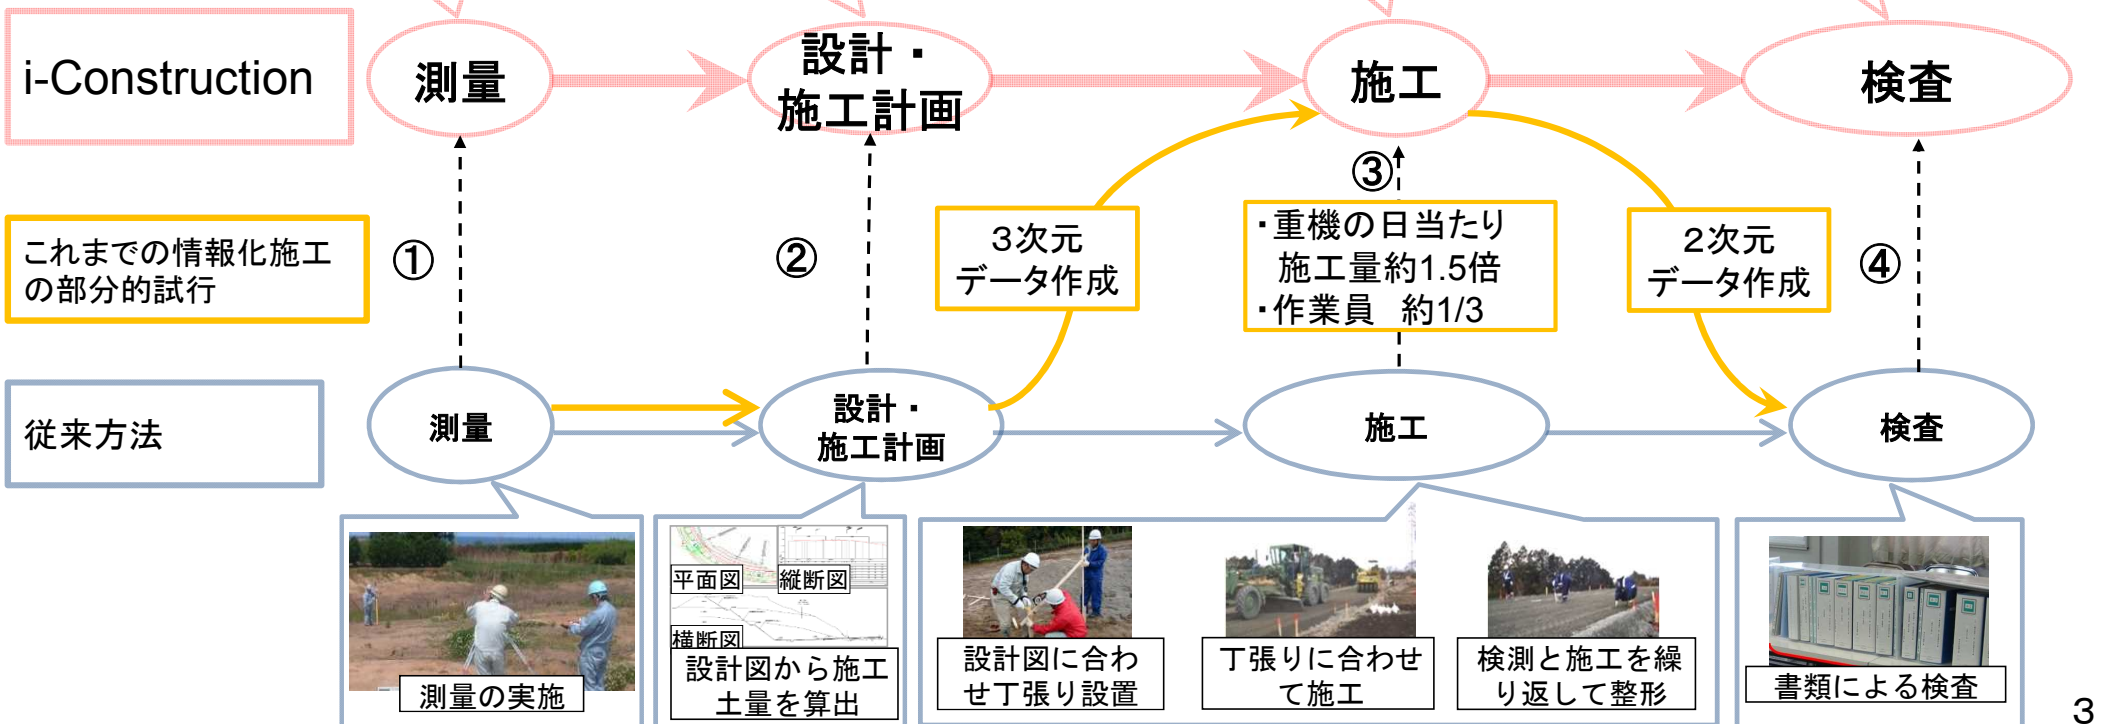 i-Construction
測量
設計・
施工計画
施工
検査
これまでの情報化施工
の部分的試行
①
②
３次元
データ作成
③
・重機の日当たり
施工量約1.5倍
・作業員　約1/3
２次元
データ作成
④
従来方法
測量
設計・
施工計画
施工
検査
測量の実施
平面図
縦断図
横断図
設計図から施工
土量を算出
設計図に合わ
せ丁張り設置
丁張りに合わせ
て施工
検測と施工を繰
り返して整形
書類による検査
3